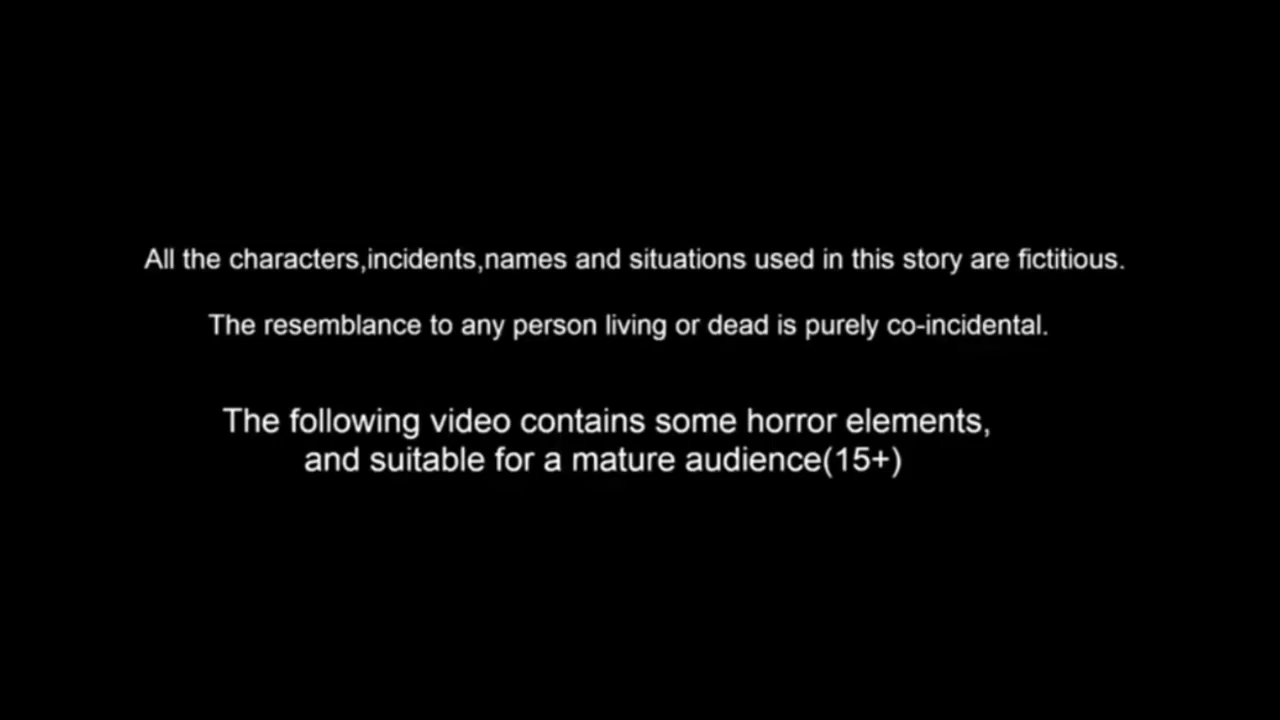 All the characters,incidents,names and situations used in this story are fictitious.
The resemblance to any person living or dead is purely co-incidental.
The following video contains some horror elements,
and suitable for a mature audience(15+)